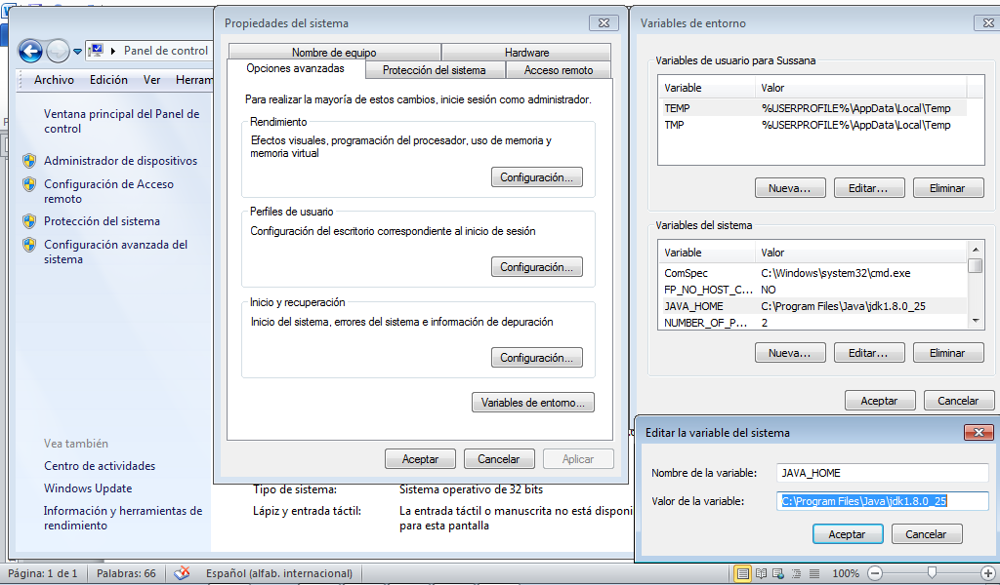 Panel de control
Archivo Edición Ver Herram
Ventana principal del Panel de
control
Administrador de dispositivos
Configuración de Acceso
remoto
Protección del sistema
Configuración avanzada del
sistema
Vea también
Centro de actividades
Windows Update
Información y herramientas de
rendimiento
Propiedades del sistema
Nombre de equipo Hardware
Opciones avanzadas Protección del sistema Acceso remoto
Para realizar la mayoría de estos cambios, inicie sesión como administrador.
Rendimiento
Efectos visuales, programación del procesador, uso de memoria y
memoria virtual
Configuración...
Perfiles de usuario
Configuración del escritorio correspondiente al inicio de sesión
Configuración...
Inicio y recuperación
Inicio del sistema, errores del sistema e información de depuración
Configuración...
Variables de entorno...
Aceptar Cancelar Aplicar
Tipo de sistema: Sistema operativo de 32 bits
Lápiz y entrada táctil: La entrada táctil o manuscrita no está disponi
para esta pantalla
Variables de entorno
Variables de usuario para Sussana
Variable Valor
TEMP %USERPROFILE%\AppData\Local\Temp
TMP %USERPROFILE%\AppData\Local\Temp
Nueva... Editar... Eliminar
Variables del sistema
Variable Valor
ComSpec C:\Windows\system32\cmd.exe
FP_NO_HOST_C... NO
JAVA_HOME C:\Program Files\Java\jdk1.8.0_25
NUMBER_OF_P... 2
Nueva... Editar... Eliminar
Aceptar Cancelar
Editar la variable del sistema
Nombre de la variable: JAVA_HOME
Valor de la variable: C:\Program Files\Java\jdk1.8.0_25
Aceptar Cancelar
Página: 1 de 1 Palabras: 66 Español (alfab. internacional) 100%